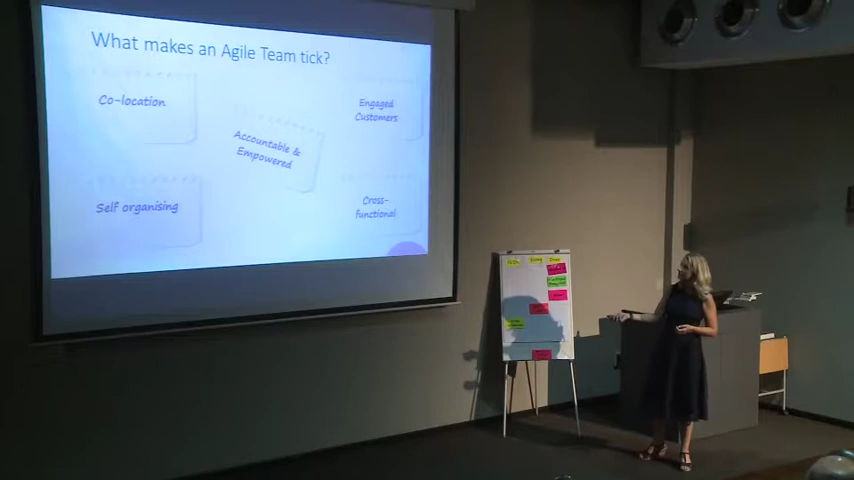 What makes an Agile Team tick?
Co-location
Engaged
Customers
Accountable &
Empowered
Self organising
Cross-
functional